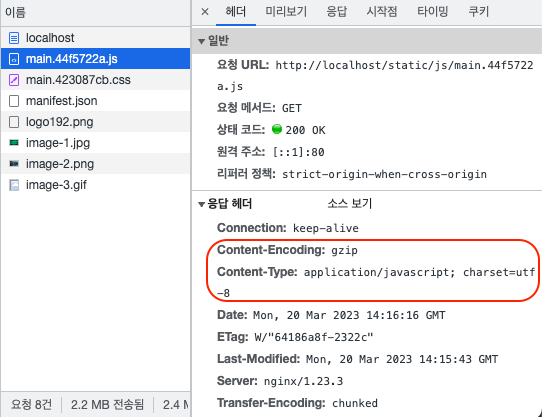 이름
localhost
main.44f5722a.js
main.423087cb.css
manifest.json
logo192.png
image-1.jpg
image-2.png
image-3.gif
요청 8건 2.2 MB 전송됨 2.4 M
× 헤더 미리보기 응답 시작점 타이밍 쿠키
▼일반
요청 URL: http://localhost/static/js/main.44f5722
a.js
요청 메서드: GET
상태 코드: 200 OK
원격 주소: [::1]:80
리퍼러 정책: strict-origin-when-cross-origin
▼응답 헤더 소스 보기
Connection: keep-alive
Content-Encoding: gzip
Content-Type: application/javascript; charset=utf
-8
Date: Mon, 20 Mar 2023 14:16:16 GMT
ETag: W/"64186a8f-2322c"
Last-Modified: Mon, 20 Mar 2023 14:15:43 GMT
Server: nginx/1.23.3
Transfer-Encoding: chunked